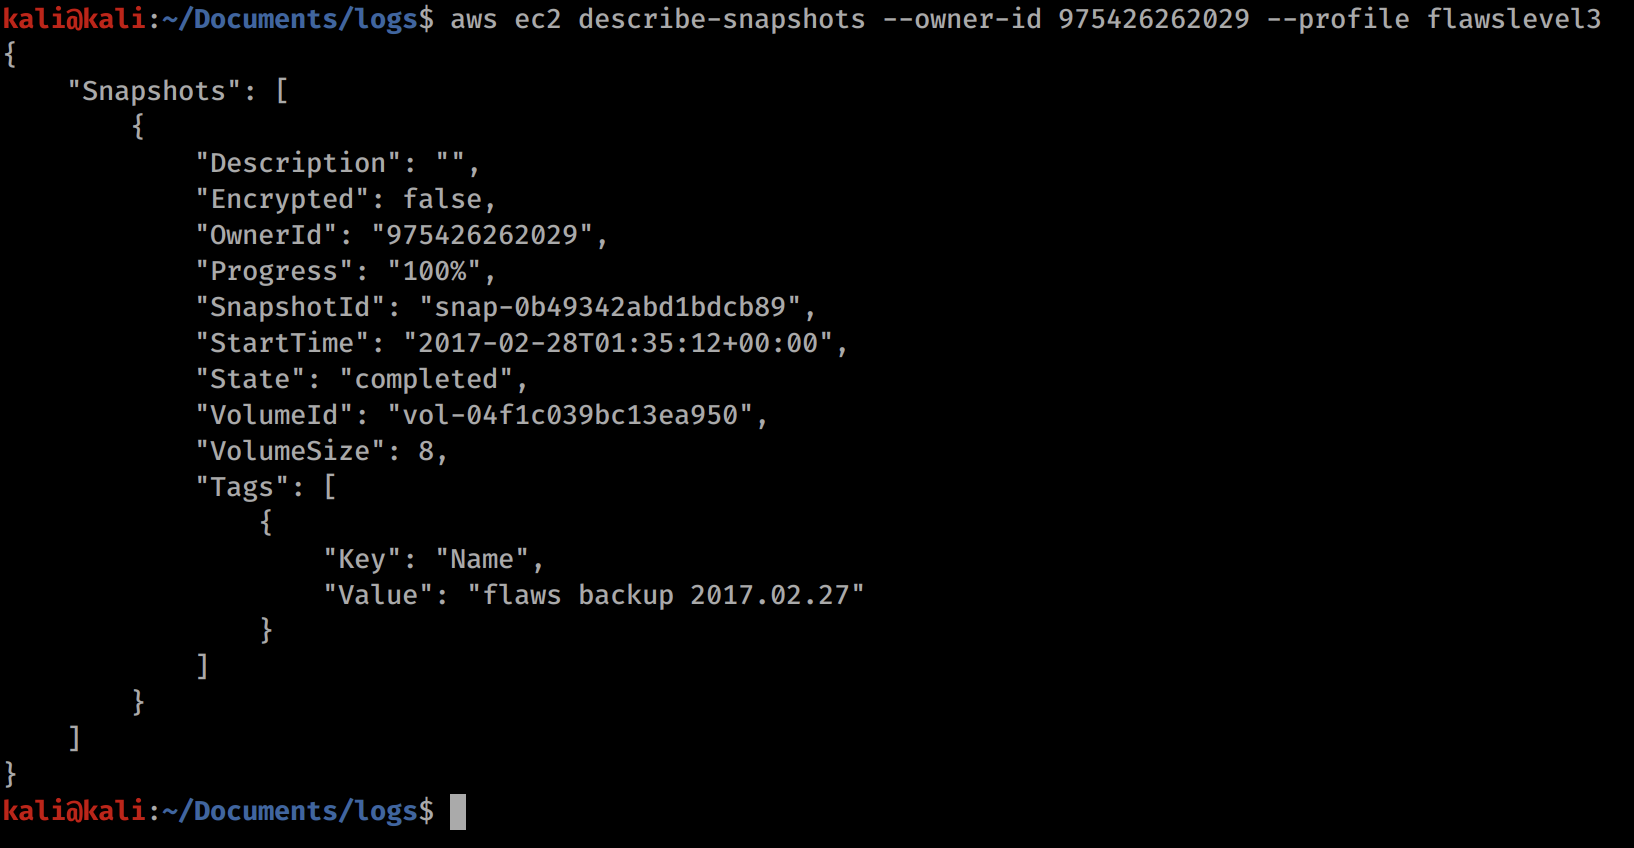 kali@kali:~/Documents/logs$ aws ec2 describe-snapshots --owner-id 975426262029 --profile flawslevel3
{
    "Snapshots": [
        {
            "Description": "",
            "Encrypted": false,
            "OwnerId": "975426262029",
            "Progress": "100%",
            "SnapshotId": "snap-0b49342abd1bdcb89",
            "StartTime": "2017-02-28T01:35:12+00:00",
            "State": "completed",
            "VolumeId": "vol-04f1c039bc13ea950",
            "VolumeSize": 8,
            "Tags": [
                {
                    "Key": "Name",
                    "Value": "flaws backup 2017.02.27"
                }
            ]
        }
    ]
}
kali@kali:~/Documents/logs$